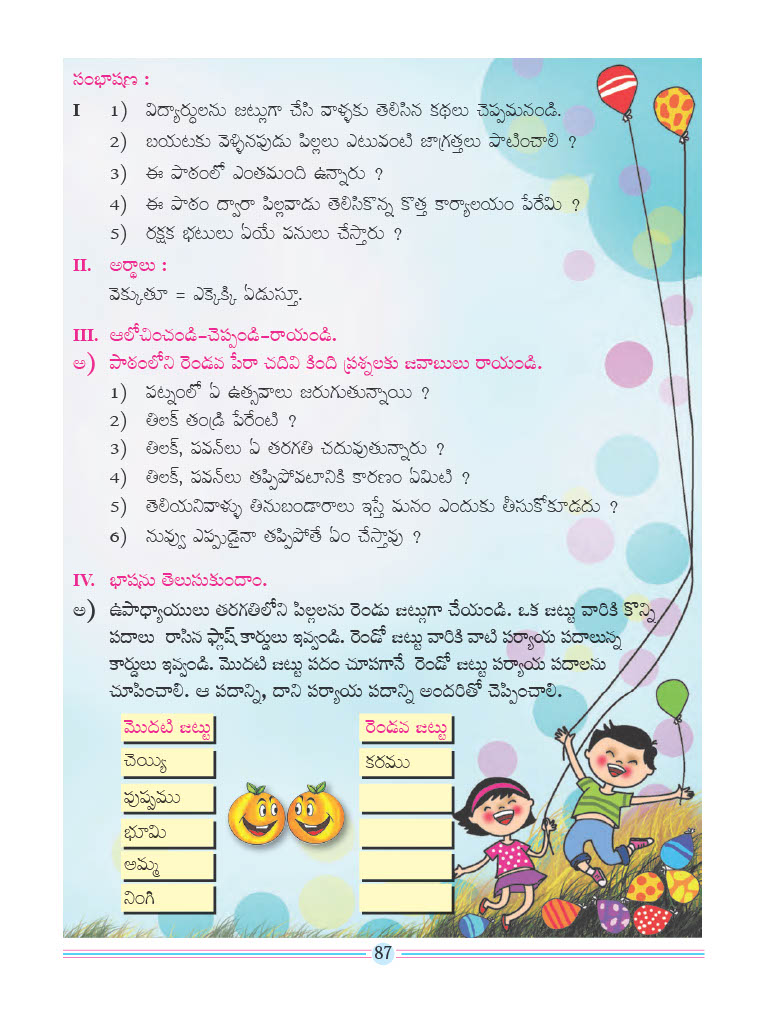 సంభాషణ :
I 1) విద్యార్థులను జట్లుగా చేసి వాళ్ళకు తెలిసిన కథలు చెప్పమనండి.
2) బయటకు వెళ్ళినపుడు పిల్లలు ఎటువంటి జాగ్రత్తలు పాటించాలి ?
3) ఈ పాఠంలో ఎంతమంది ఉన్నారు ?
4) ఈ పాఠం ద్వారా పిల్లవాడు తెలిసికొన్న కొత్త కార్యాలయం పేరేమి ?
5) రక్షక భటులు ఏయే పనులు చేస్తారు ?
II. అర్థాలు :
వెక్కుతూ = ఎక్కెక్కి ఏడుస్తూ.
III. ఆలోచించండి-చెప్పండి-రాయండి.
అ) పాఠంలోని రెండవ పేరా చదివి కింది ప్రశ్నలకు జవాబులు రాయండి.
1) పట్నంలో ఏ ఉత్సవాలు జరుగుతున్నాయి ?
2) తిలక్ తండ్రి పేరేంటి ?
3) తిలక్, పవన్‌లు ఏ తరగతి చదువుతున్నారు ?
4) తిలక్, పవన్‌లు తప్పిపోవటానికి కారణం ఏమిటి ?
5) తెలియనివాళ్ళు తినుబండారాలు ఇస్తే మనం ఎందుకు తీసుకోకూడదు ?
6) నువ్వు ఎప్పుడైనా తప్పిపోతే ఏం చేస్తావు ?
IV. భాషను తెలుసుకుందాం.
అ) ఉపాధ్యాయులు తరగతిలోని పిల్లలను రెండు జట్లుగా చేయండి. ఒక జట్టు వారికి కొన్ని
పదాలు రాసిన ఫ్లాష్ కార్డులు ఇవ్వండి. రెండో జట్టు వారికి వాటి పర్యాయ పదాలున్న
కార్డులు ఇవ్వండి. మొదటి జట్టు పదం చూపగానే రెండో జట్టు పర్యాయ పదాలను
చూపించాలి. ఆ పదాన్ని, దాని పర్యాయ పదాన్ని అందరితో చెప్పించాలి.
మొదటి జట్టు రెండవ జట్టు
చెయ్యి కరము
పుష్పము
భూమి
అమ్మ
నింగి
87